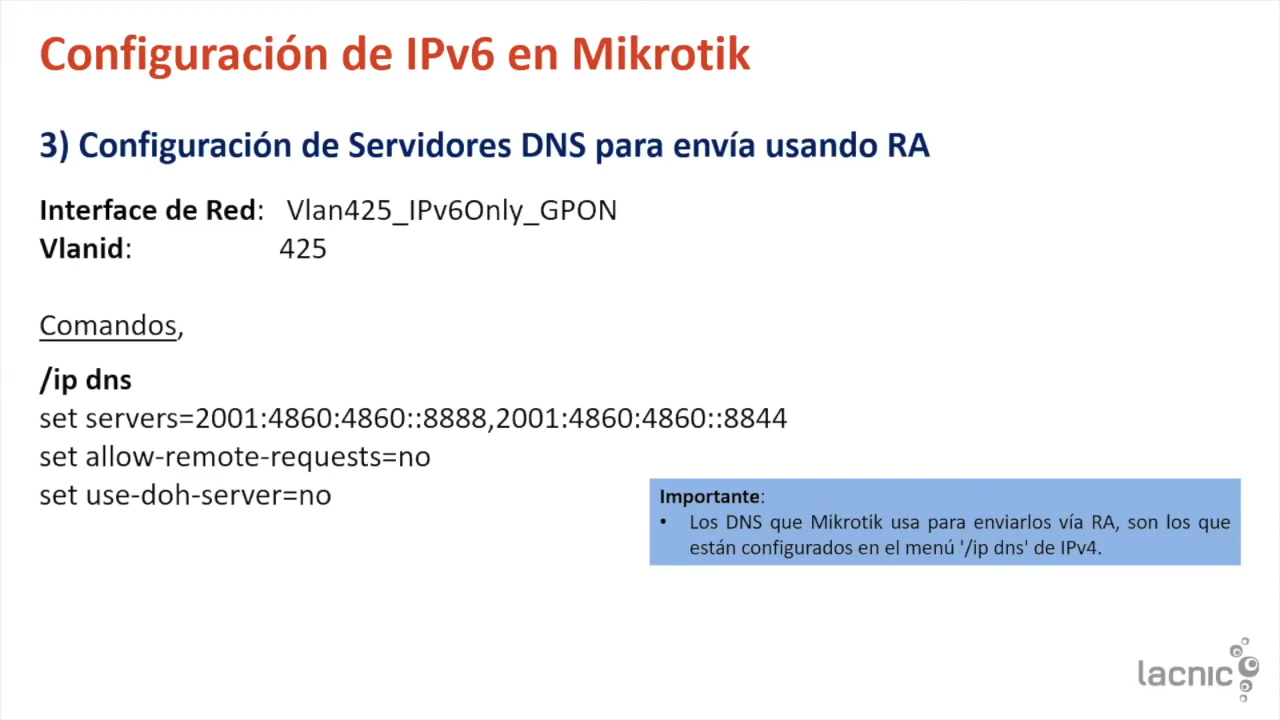 Configuración de IPv6 en Mikrotik
3) Configuración de Servidores DNS para envía usando RA
Interface de Red: Vlan425_IPv6Only_GPON
Vlanid: 425
Comandos,
/ip dns
set servers=2001:4860:4860::8888,2001:4860:4860::8844
set allow-remote-requests=no
set use-doh-server=no
Importante:
• Los DNS que Mikrotik usa para enviarlos vía RA, son los que
están configurados en el menú '/ip dns' de IPv4.
lacnic